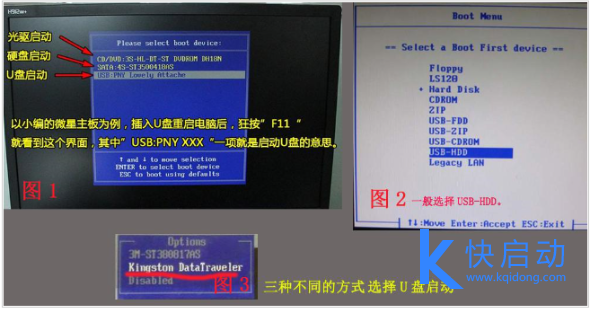 光驱启动
硬盘启动
U盘启动
Please select boot device:
CD/DVD:3S-HL-DT-ST DVDROM DH18N
SATA:4S-ST3500418AS
USB:PNY Lovely Attache
以小编的微星主板为例，插入U盘重启电脑后，狂按"F11 "
就看到这个界面，其中"USB:PNY XXX "一项就是启动U盘的意思。
↑ and ↓ to move selection
ENTER to select boot device
ESC to boot using defaults
图1
Boot Menu
== Select a Boot First device ==
Floppy
LS120
Hard Disk
CDROM
ZIP
USB-FDD
USB-ZIP
USB-CDROM
USB-HDD
Legacy LAN
图2 一般选择 USB-HDD。
↑↓:Move Enter:Accept ESC:Exit
Options
3M-ST380817AS
Kingston DataTraveler
Disabled
图3 三种不同的方式选择U盘启动
K 快启动
www.kqidong.com